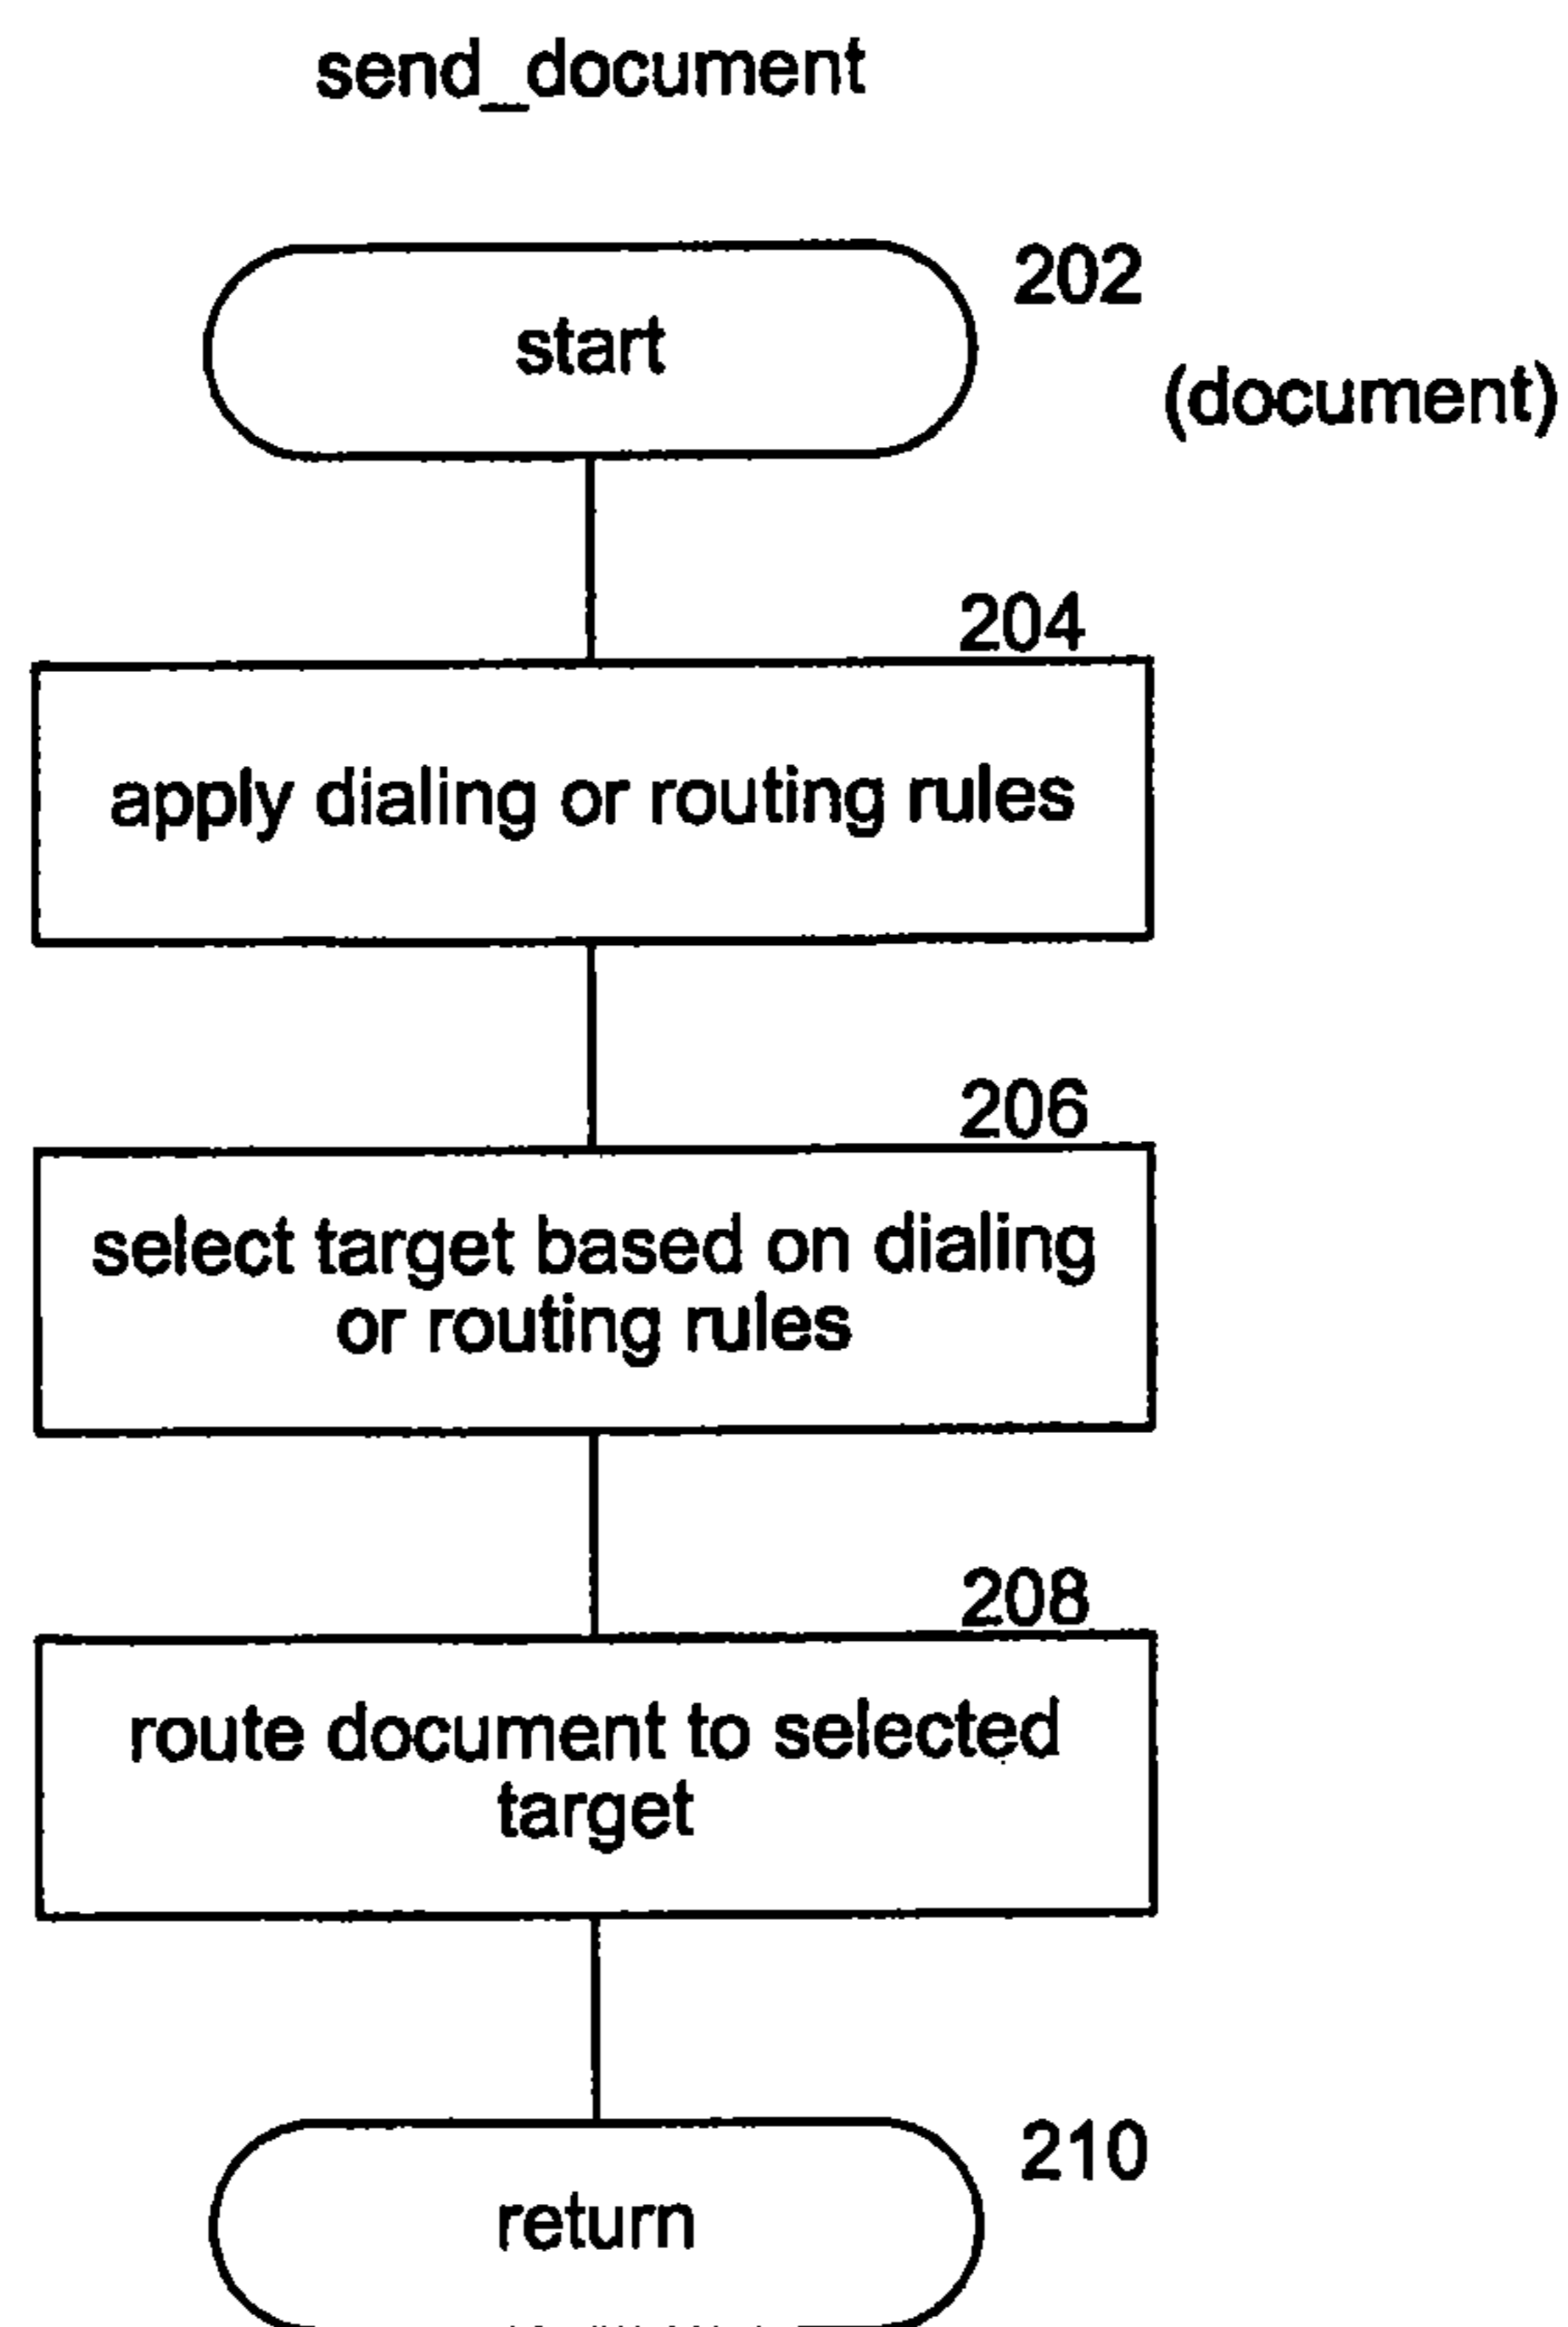 send_document
start
202
(document)
204
apply dialing or routing rules
206
select target based on dialing
or routing rules
208
route document to selected
target
210
return